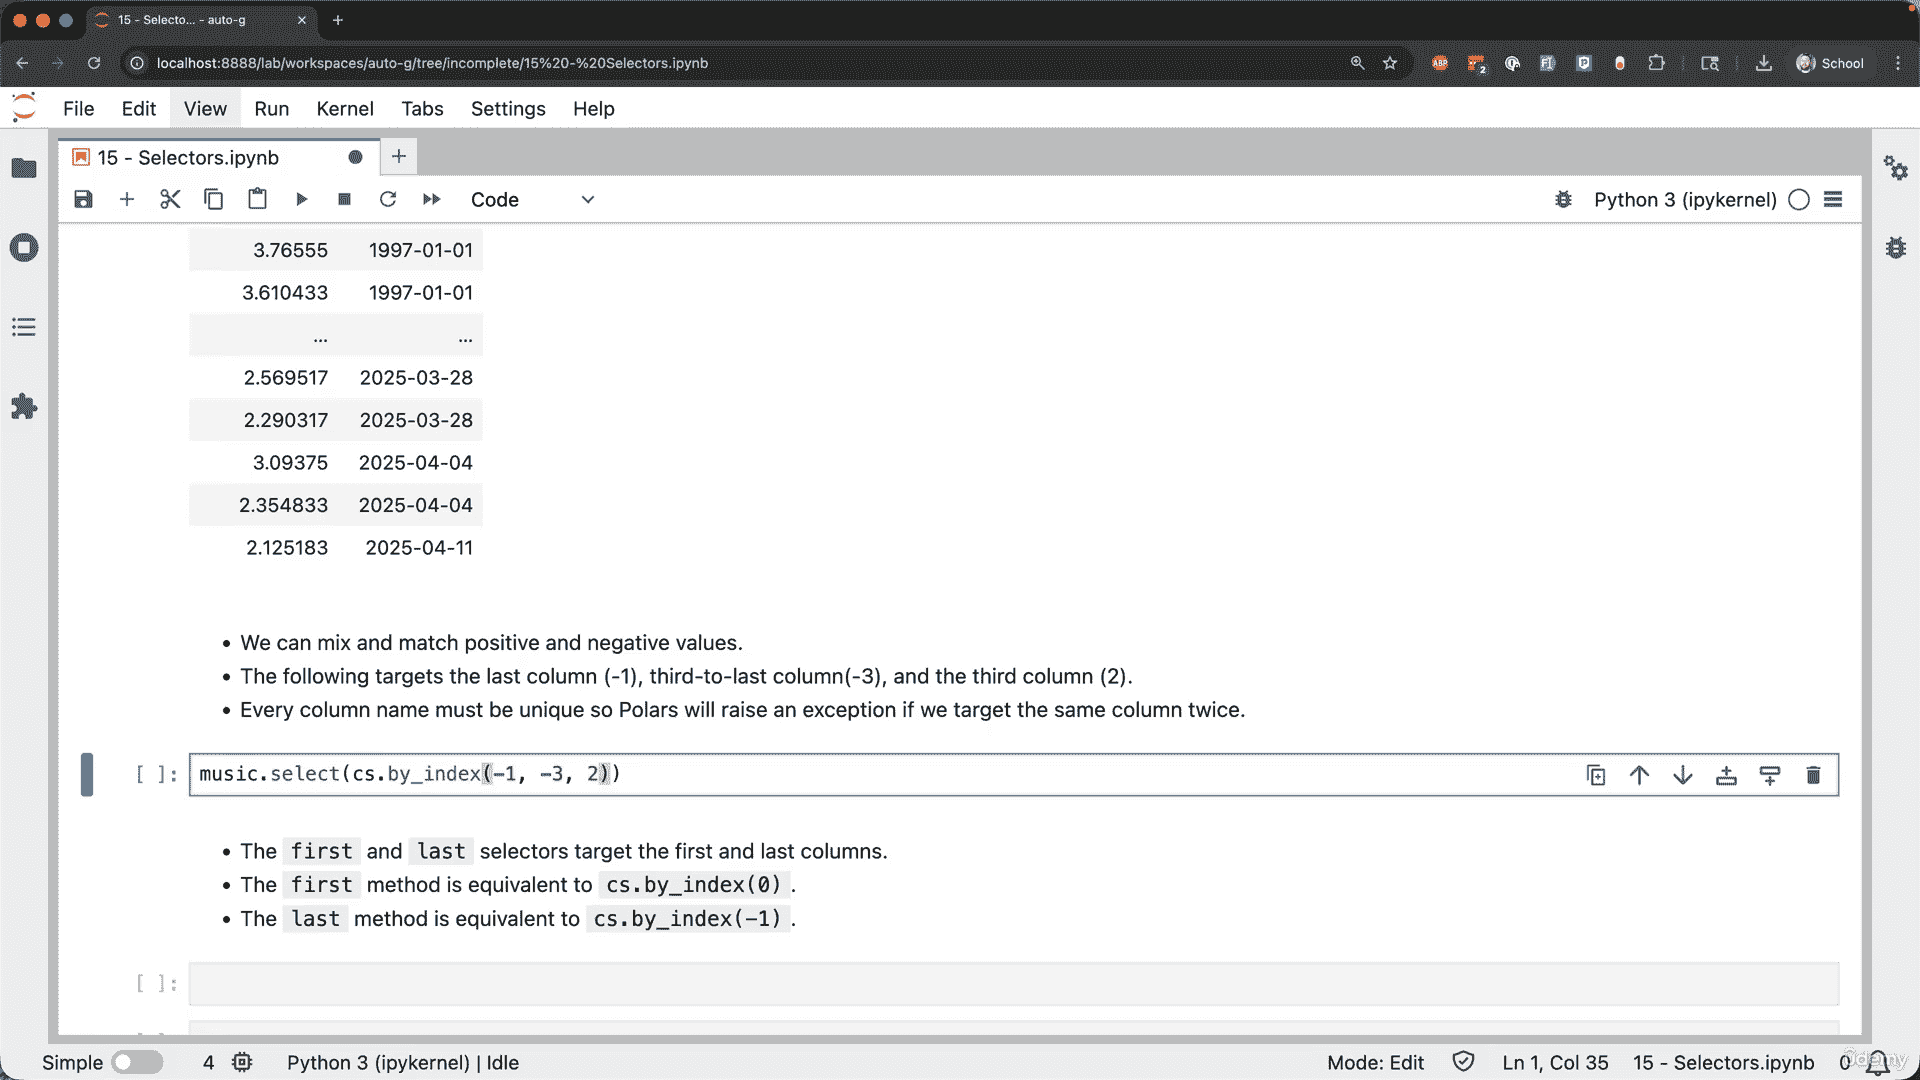 15 - Selecto... - auto-g
localhost:8888/lab/workspaces/auto-g/tree/incomplete/15%20-%20Selectors.ipynb
ABP
2
School
File Edit View Run Kernel Tabs Settings Help
15 - Selectors.ipynb
Code
Python 3 (ipykernel)
3.76555 1997-01-01
3.610433 1997-01-01
... ...
2.569517 2025-03-28
2.290317 2025-03-28
3.09375 2025-04-04
2.354833 2025-04-04
2.125183 2025-04-11
• We can mix and match positive and negative values.
• The following targets the last column (-1), third-to-last column(-3), and the third column (2).
• Every column name must be unique so Polars will raise an exception if we target the same column twice.
[ ]: music.select(cs.by_index(-1, -3, 2))
• The first and last selectors target the first and last columns.
• The first method is equivalent to cs.by_index(0) .
• The last method is equivalent to cs.by_index(-1) .
[ ]:
Simple 4 Python 3 (ipykernel) | Idle Mode: Edit Ln 1, Col 35 15 - Selectors.ipynb 0
udemy